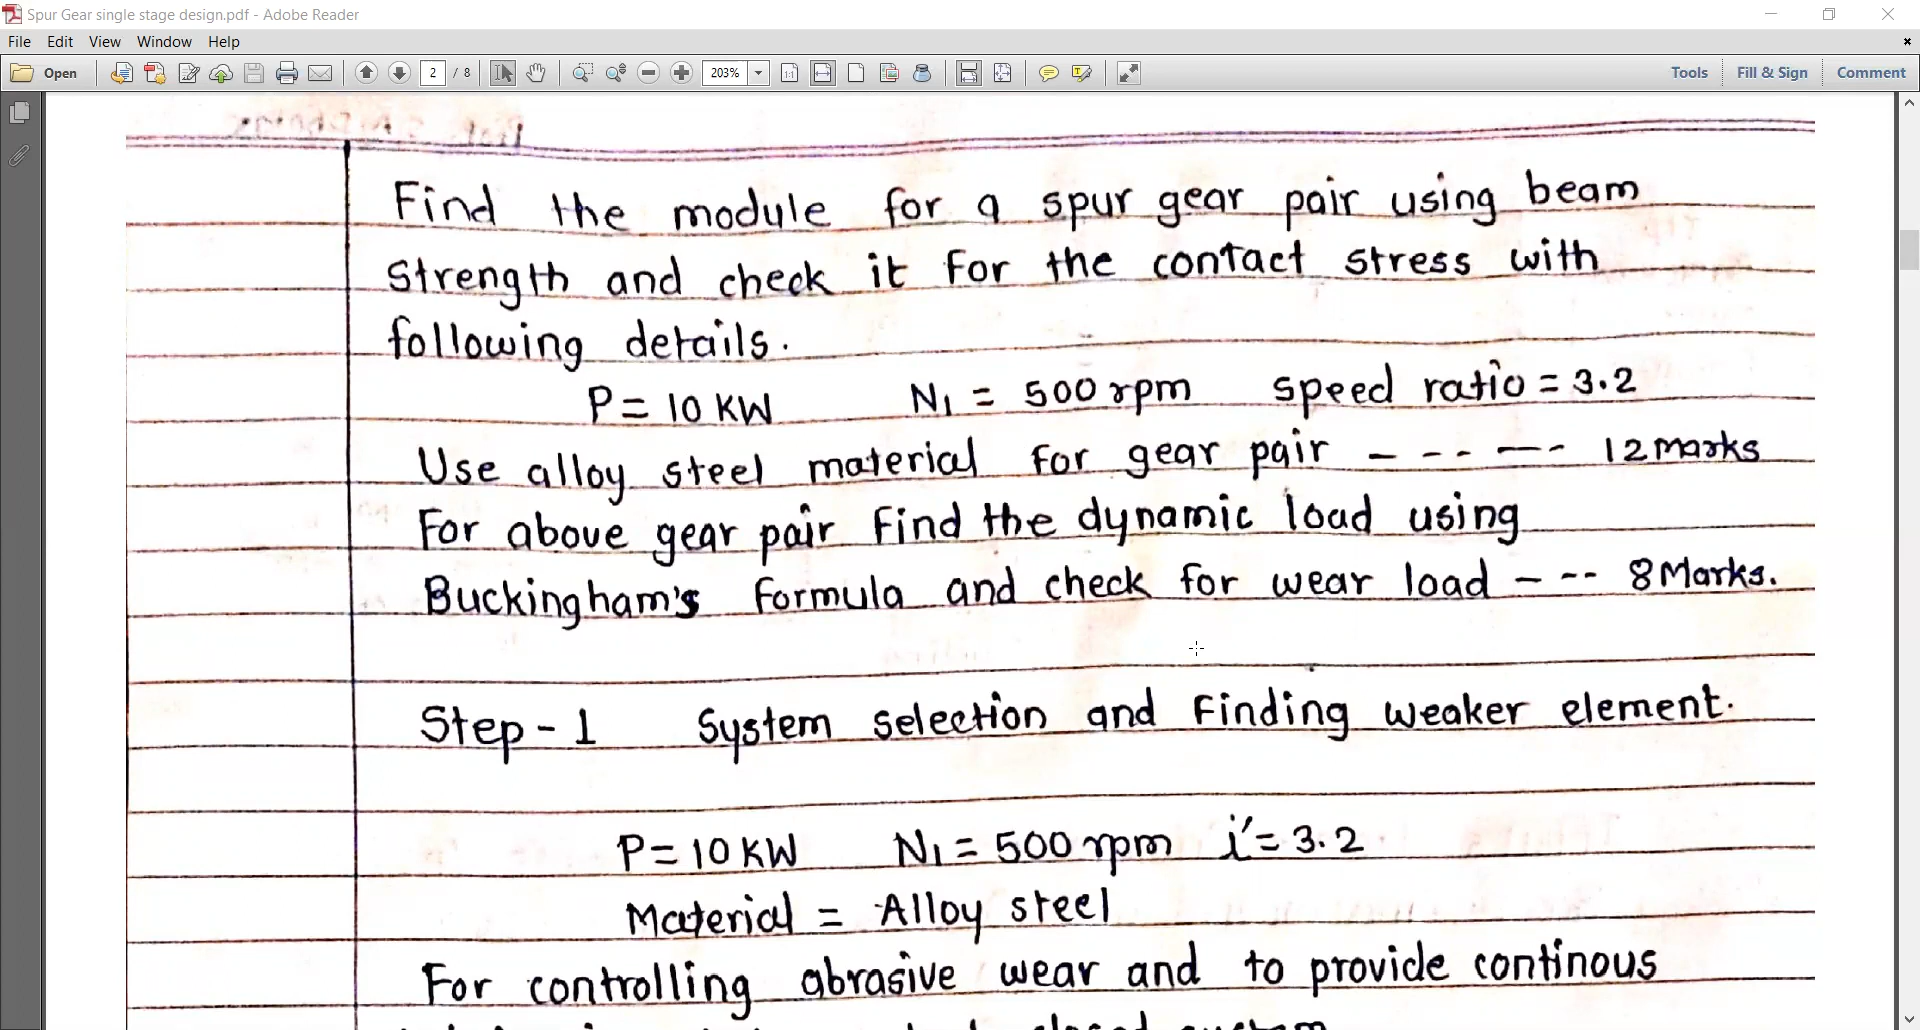 Spur Gear single stage design.pdf - Adobe Reader
File Edit View Window Help
Open 2 / 8 203% Tools Fill & Sign Comment
Find the module for a spur gear pair using beam
strength and check it for the contact stress with
following details.
P = 10 KW N1 = 500 rpm speed ratio = 3.2
Use alloy steel material for gear pair - - - - - 12 marks
For above gear pair find the dynamic load using
Buckingham's formula and check for wear load - -- 8 Marks.
Step - 1 System selection and Finding weaker element.
P = 10 KW N1 = 500 rpm i' = 3.2
Material = Alloy steel
For controlling abrasive wear and to provide continous
closed system